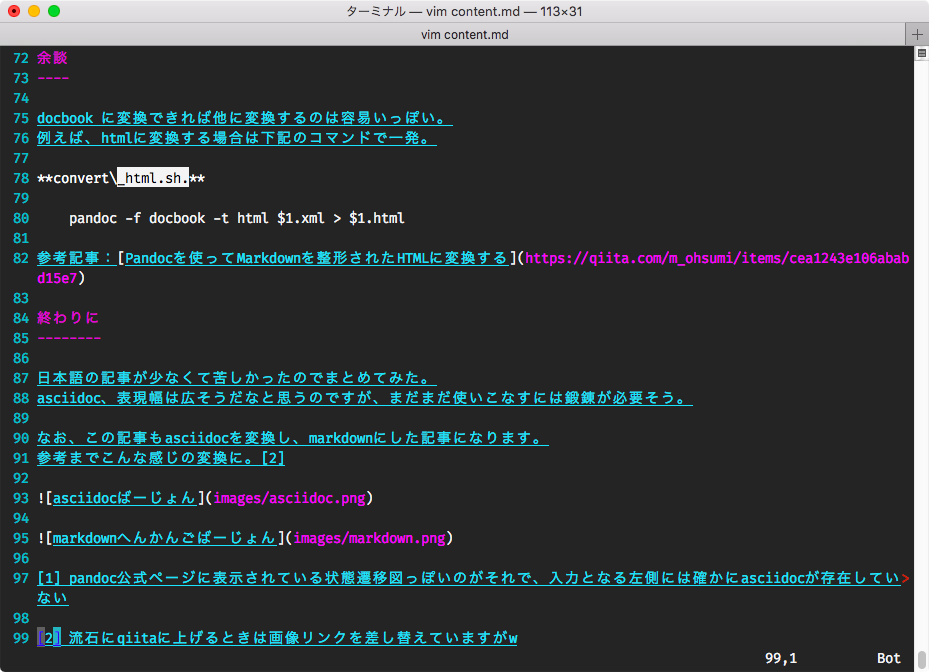 ターミナル — vim content.md — 113×31
vim content.md
72 余談
73 ----
74
75 docbook に変換できれば他に変換するのは容易いっぽい。
76 例えば、htmlに変換する場合は下記のコマンドで一発。
77
78 **convert\_html.sh.**
79
80 pandoc -f docbook -t html $1.xml > $1.html
81
82 参考記事：[Pandocを使ってMarkdownを整形されたHTMLに変換する](https://qiita.com/m_ohsumi/items/cea1243e106abab
d15e7)
83
84 終わりに
85 --------
86
87 日本語の記事が少なくて苦しかったのでまとめてみた。
88 asciidoc、表現幅は広そうだなと思うのですが、まだまだ使いこなすには鍛錬が必要そう。
89
90 なお、この記事もasciidocを変換し、markdownにした記事になります。
91 参考までこんな感じの変換に。[2]
92
93 ![asciidocばーじょん](images/asciidoc.png)
94
95 ![markdownへんかんごばーじょん](images/markdown.png)
96
97 [1] pandoc公式ページに表示されている状態遷移図っぽいのがそれで、入力となる左側には確かにasciidocが存在してい>
ない
98
99 [2] 流石にqiitaに上げるときは画像リンクを差し替えていますがw
99,1 Bot